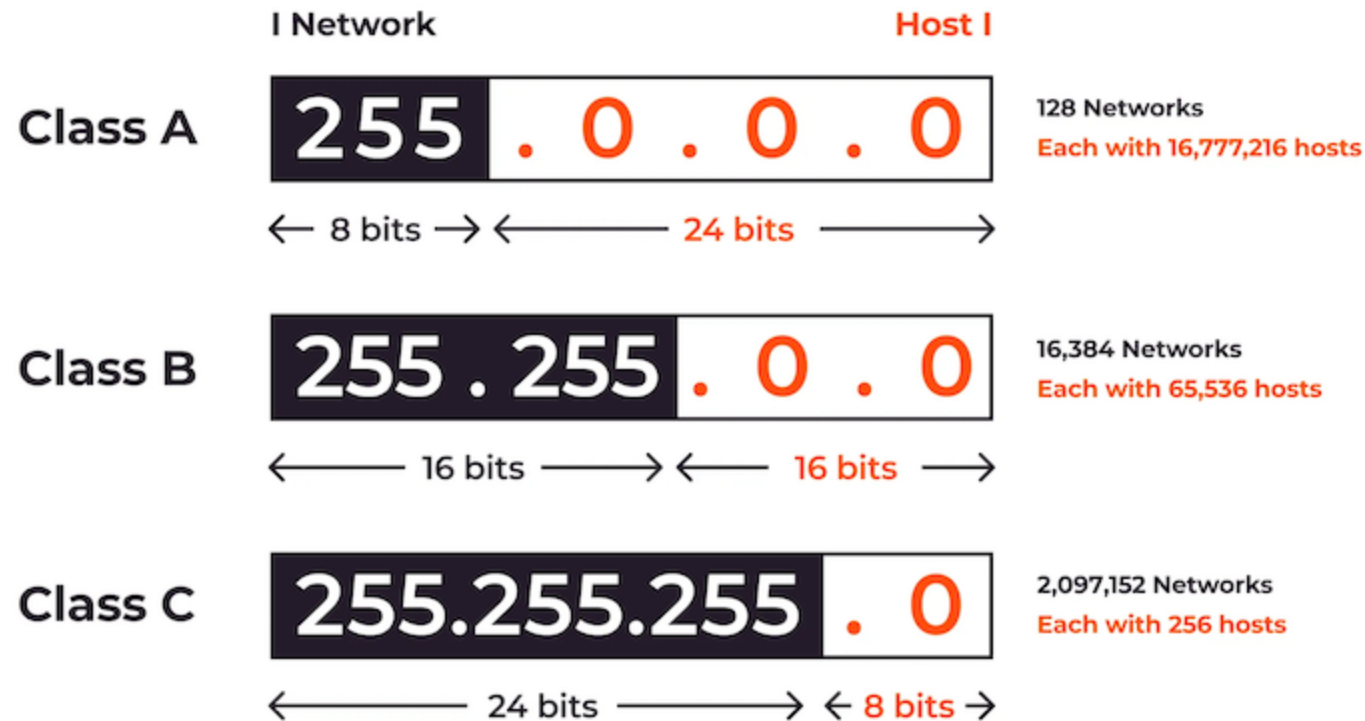 I Network
Host I
Class A
255 . 0 . 0 . 0
128 Networks
Each with 16,777,216 hosts
8 bits
24 bits
Class B
255 . 255 . 0 . 0
16,384 Networks
Each with 65,536 hosts
16 bits
16 bits
Class C
255.255.255 . 0
2,097,152 Networks
Each with 256 hosts
24 bits
8 bits